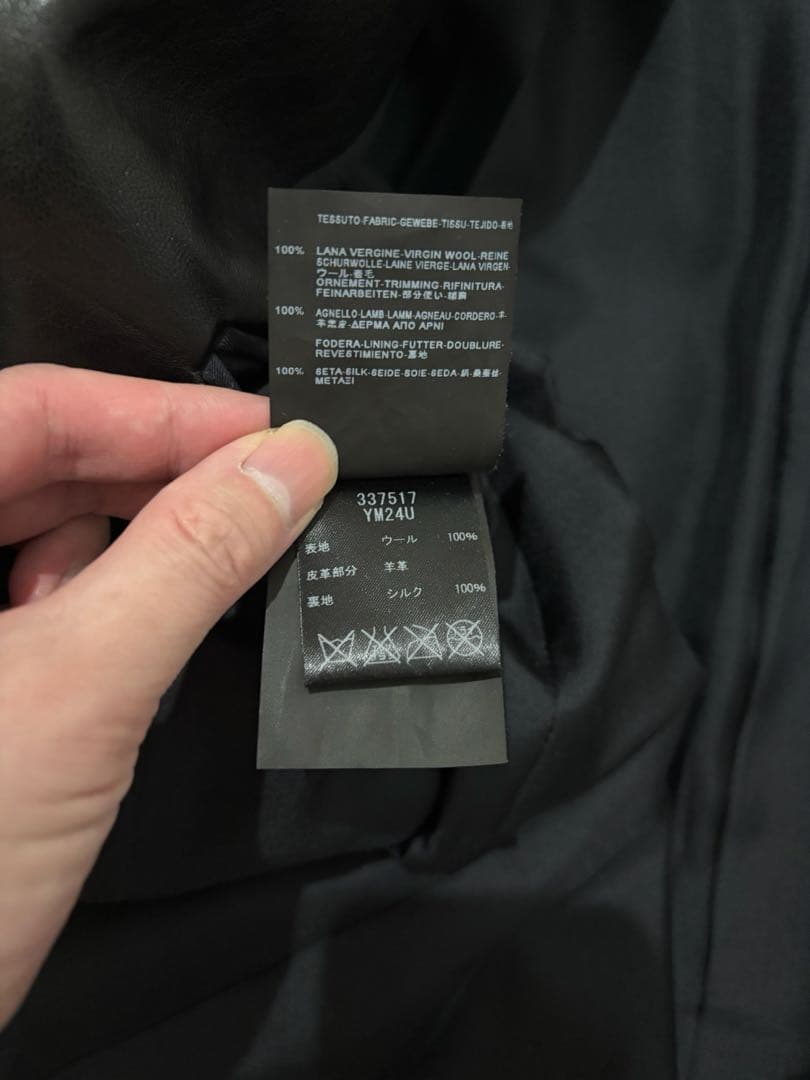 TESSUTO-FABRIC-GEWEBE-TISSU-TEJIDO-表地
100% LANA VERGINE-VIRGIN WOOL-REINE
SCHURWOLLE-LAINE VIERGE-LANA VIRGEN-
ウール-羞毛
ORNEMENT-TRIMMING-RIFINITURA-
FEINARBEITEN-部分使い-
100% AGNELLO-LAMB-LAMM-AGNEAU-CORDERO-羊
羊羔皮-ΔΕΡΜΑ ΑΠΟ ΑΡΝΙ
FODERA-LINING-FUTTER-DOUBLURE-
REVESTIMIENTO-裏地
100% SETA-SILK-SEIDE-SOIE-SEDA-絹-桑蚕丝
ΜΕΤΑΞΙ
337517
YM24U
表地 ウール 100%
皮革部分 羊革
裏地 シルク 100%